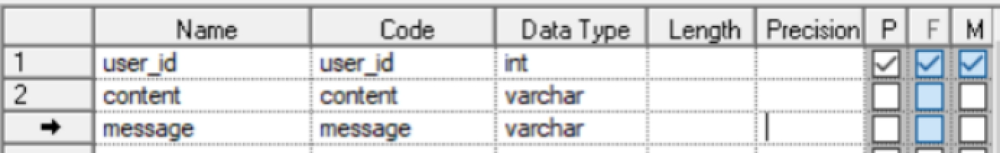 Name Code Data Type Length Precision P F M
1 user_id user_id int
2 content content varchar
message message varchar